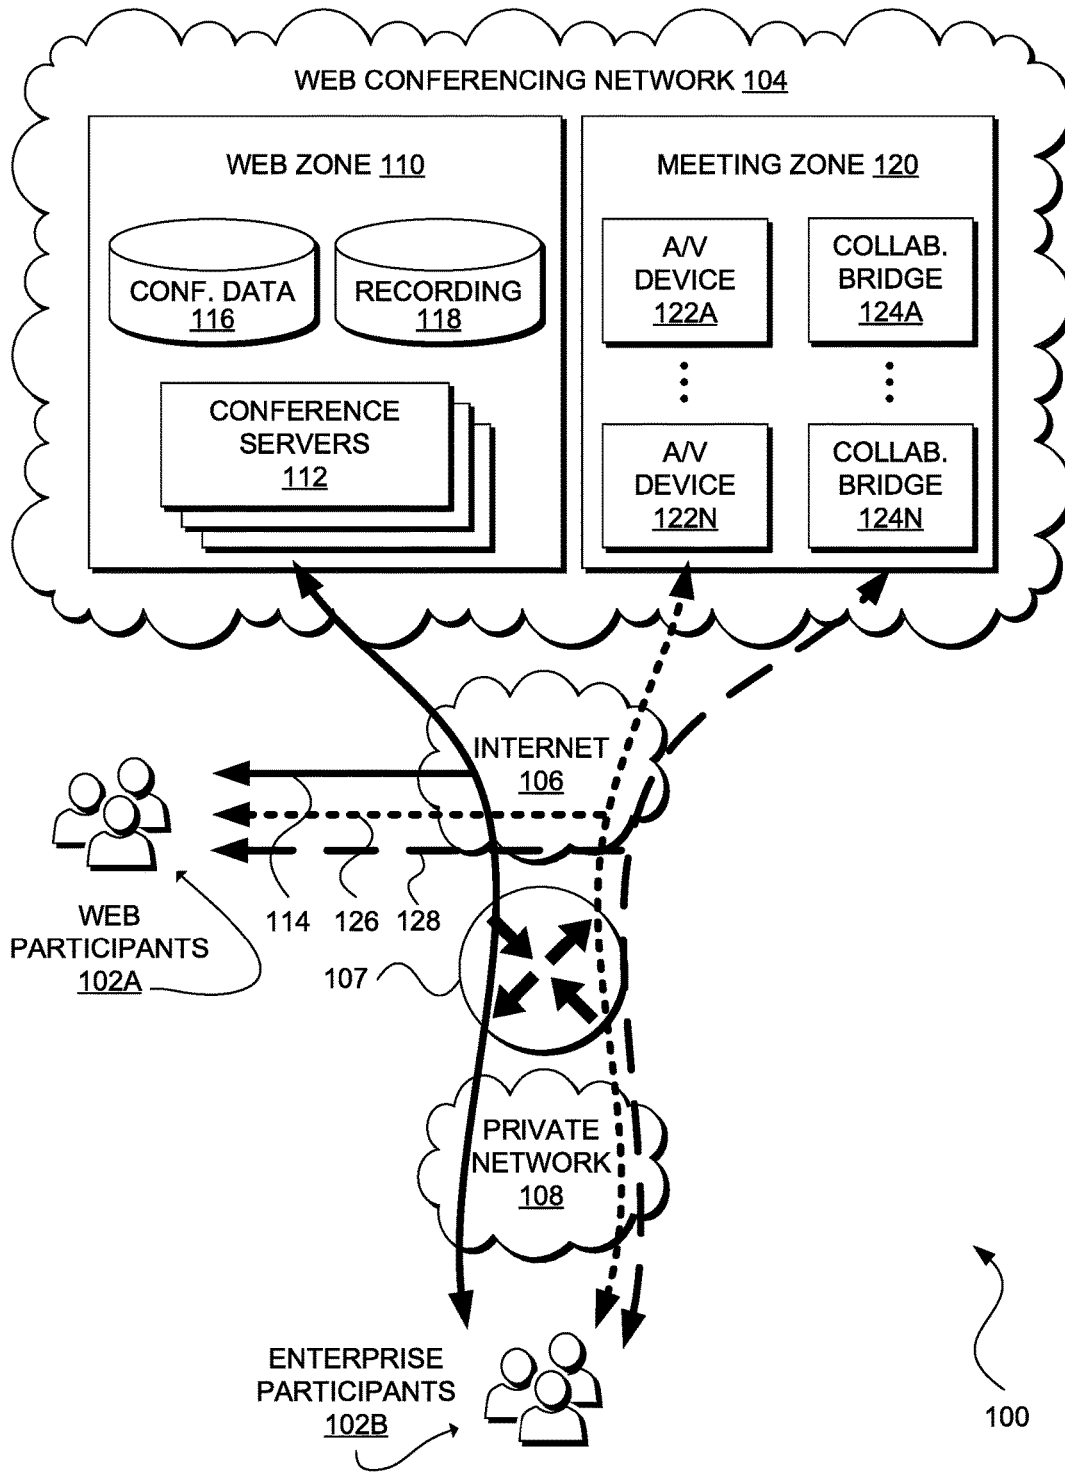 WEB CONFERENCING NETWORK 104
WEB ZONE 110
MEETING ZONE 120
CONF. DATA
116
RECORDING
118
A/V
DEVICE
122A
COLLAB.
BRIDGE
124A
CONFERENCE
SERVERS
112
A/V
DEVICE
122N
COLLAB.
BRIDGE
124N
INTERNET
106
114
126
128
WEB
PARTICIPANTS
102A
107
PRIVATE
NETWORK
108
ENTERPRISE
PARTICIPANTS
102B
100